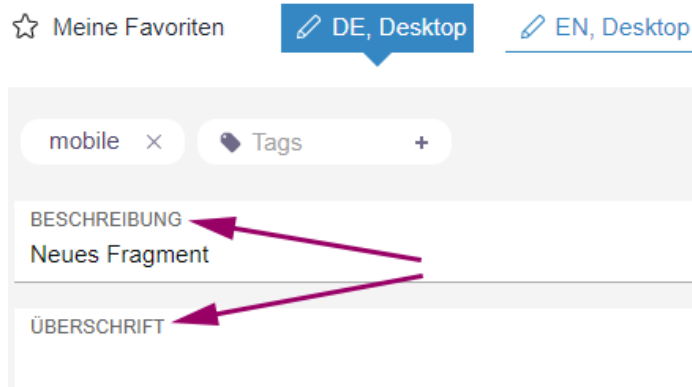 Meine Favoriten DE, Desktop EN, Desktop
mobile Tags
BESCHREIBUNG
Neues Fragment
ÜBERSCHRIFT